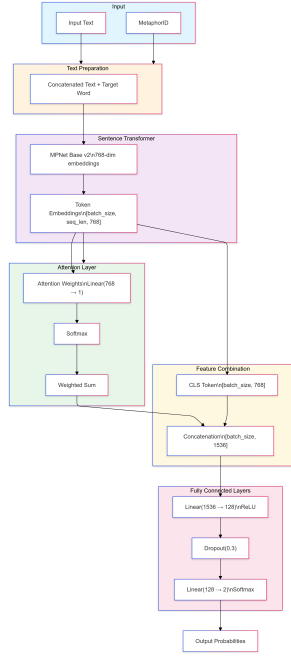 Input
Input Text
MetaphorID
Text Preparation
Concatenated Text + Target
Word
Sentence Transformer
MPNet Base v2\n768-dim
embeddings
Token
Embeddings\n[batch_size,
seq_len, 768]
Attention Layer
Attention Weights\nLinear(768
→ 1)
Softmax
Weighted Sum
Feature Combination
CLS Token\n[batch_size, 768]
Concatenation\n[batch_size,
1536]
Fully Connected Layers
Linear(1536 → 128)\nReLU
Dropout(0.3)
Linear(128 → 2)\nSoftmax
Output Probabilities